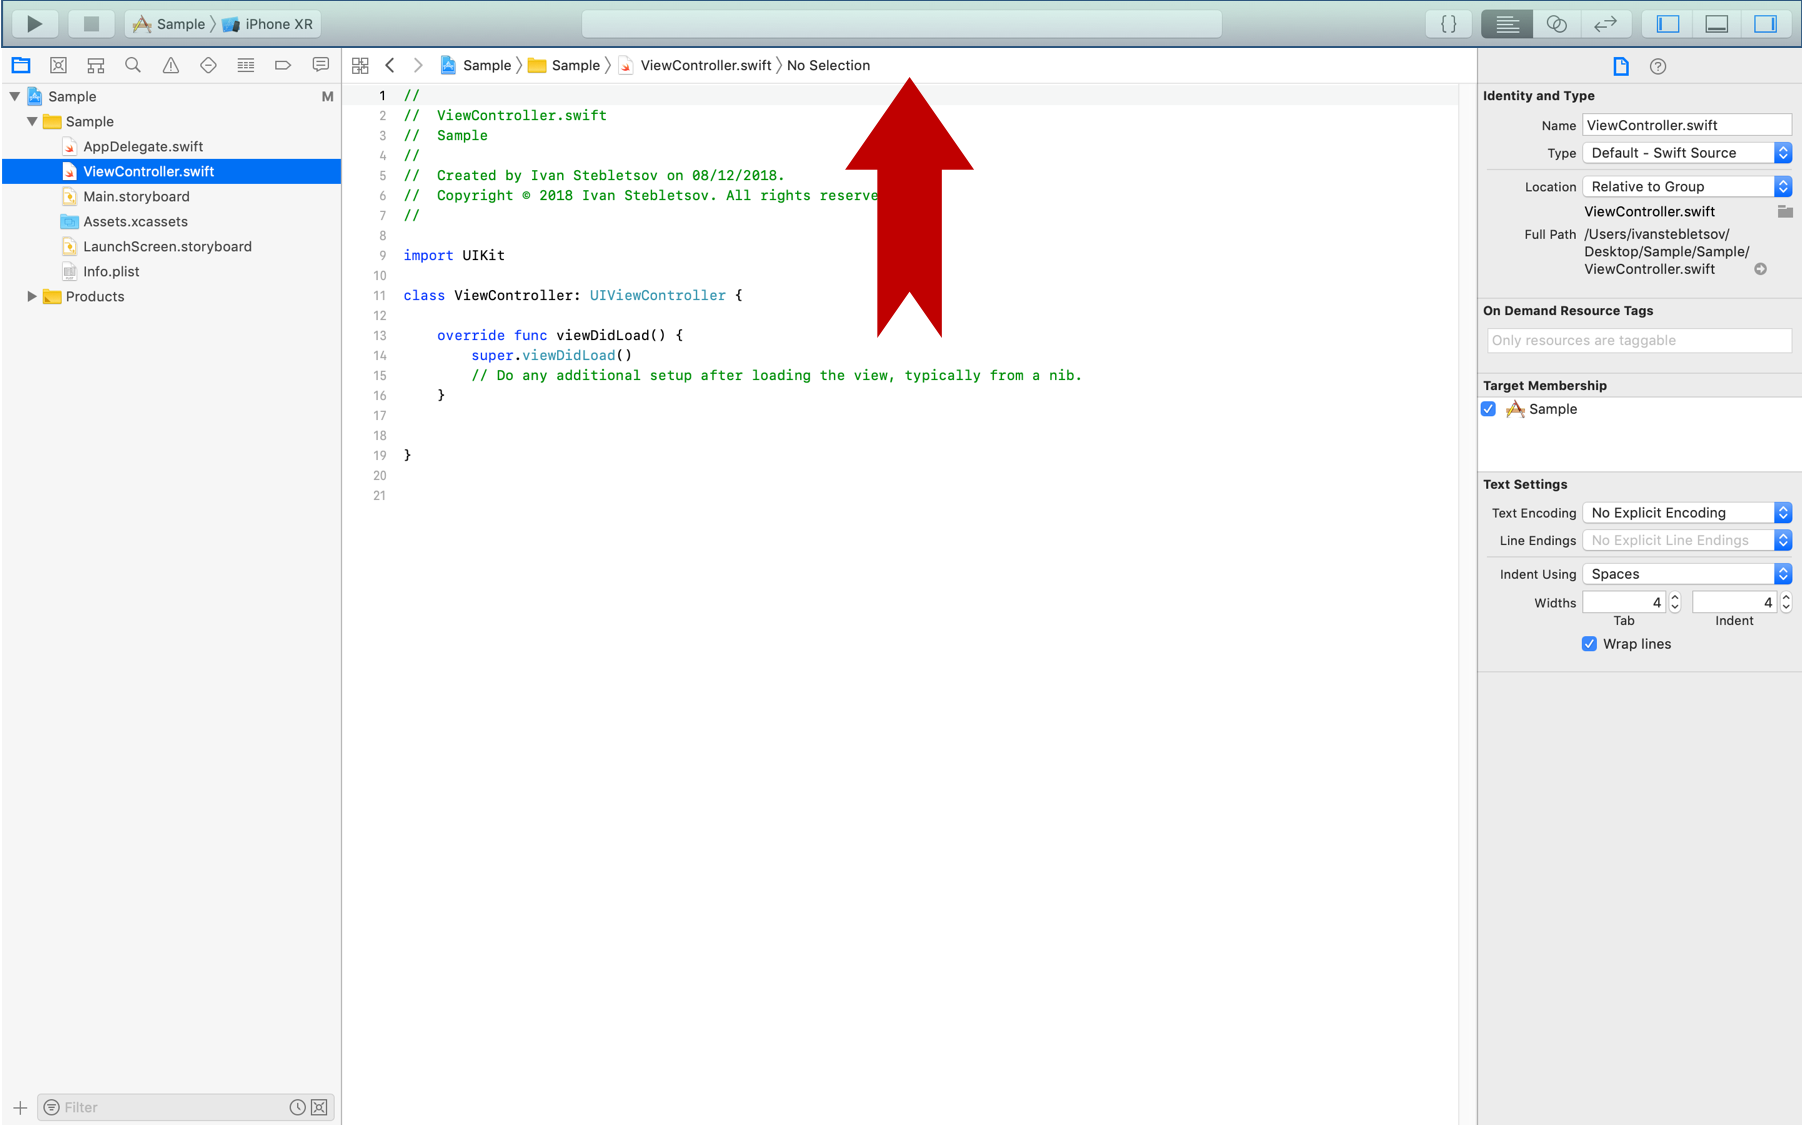 Sample 〉 iPhone XR
{ }
Sample 〉 Sample 〉 ViewController.swift 〉 No Selection
Sample M
Sample
AppDelegate.swift
ViewController.swift
Main.storyboard
Assets.xcassets
LaunchScreen.storyboard
Info.plist
Products
Filter
1 //
2 //  ViewController.swift
3 //  Sample
4 //
5 //  Created by Ivan Stebletsov on 08/12/2018.
6 //  Copyright © 2018 Ivan Stebletsov. All rights reserve
7 //
8
9 import UIKit
10
11 class ViewController: UIViewController {
12
13     override func viewDidLoad() {
14         super.viewDidLoad()
15         // Do any additional setup after loading the view, typically from a nib.
16     }
17
18
19 }
20
21
Identity and Type
Name ViewController.swift
Type Default - Swift Source
Location Relative to Group
ViewController.swift
Full Path /Users/ivanstebletsov/
Desktop/Sample/Sample/
ViewController.swift
On Demand Resource Tags
Only resources are taggable
Target Membership
Sample
Text Settings
Text Encoding No Explicit Encoding
Line Endings No Explicit Line Endings
Indent Using Spaces
Widths 4 4
Tab Indent
Wrap lines